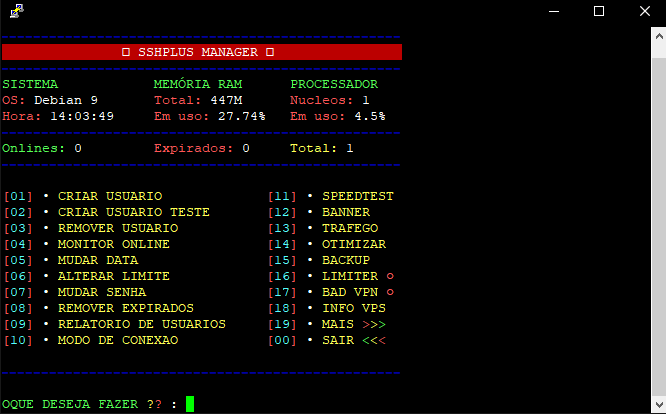 SSHPLUS MANAGER
SISTEMA MEMÓRIA RAM PROCESSADOR
OS: Debian 9 Total: 447M Nucleos: 1
Hora: 14:03:49 Em uso: 27.74% Em uso: 4.5%
Onlines: 0 Expirados: 0 Total: 1
[01] • CRIAR USUARIO [11] • SPEEDTEST
[02] • CRIAR USUARIO TESTE [12] • BANNER
[03] • REMOVER USUARIO [13] • TRAFEGO
[04] • MONITOR ONLINE [14] • OTIMIZAR
[05] • MUDAR DATA [15] • BACKUP
[06] • ALTERAR LIMITE [16] • LIMITER ○
[07] • MUDAR SENHA [17] • BAD VPN ○
[08] • REMOVER EXPIRADOS [18] • INFO VPS
[09] • RELATORIO DE USUARIOS [19] • MAIS >>>
[10] • MODO DE CONEXAO [00] • SAIR <<<
OQUE DESEJA FAZER ?? :